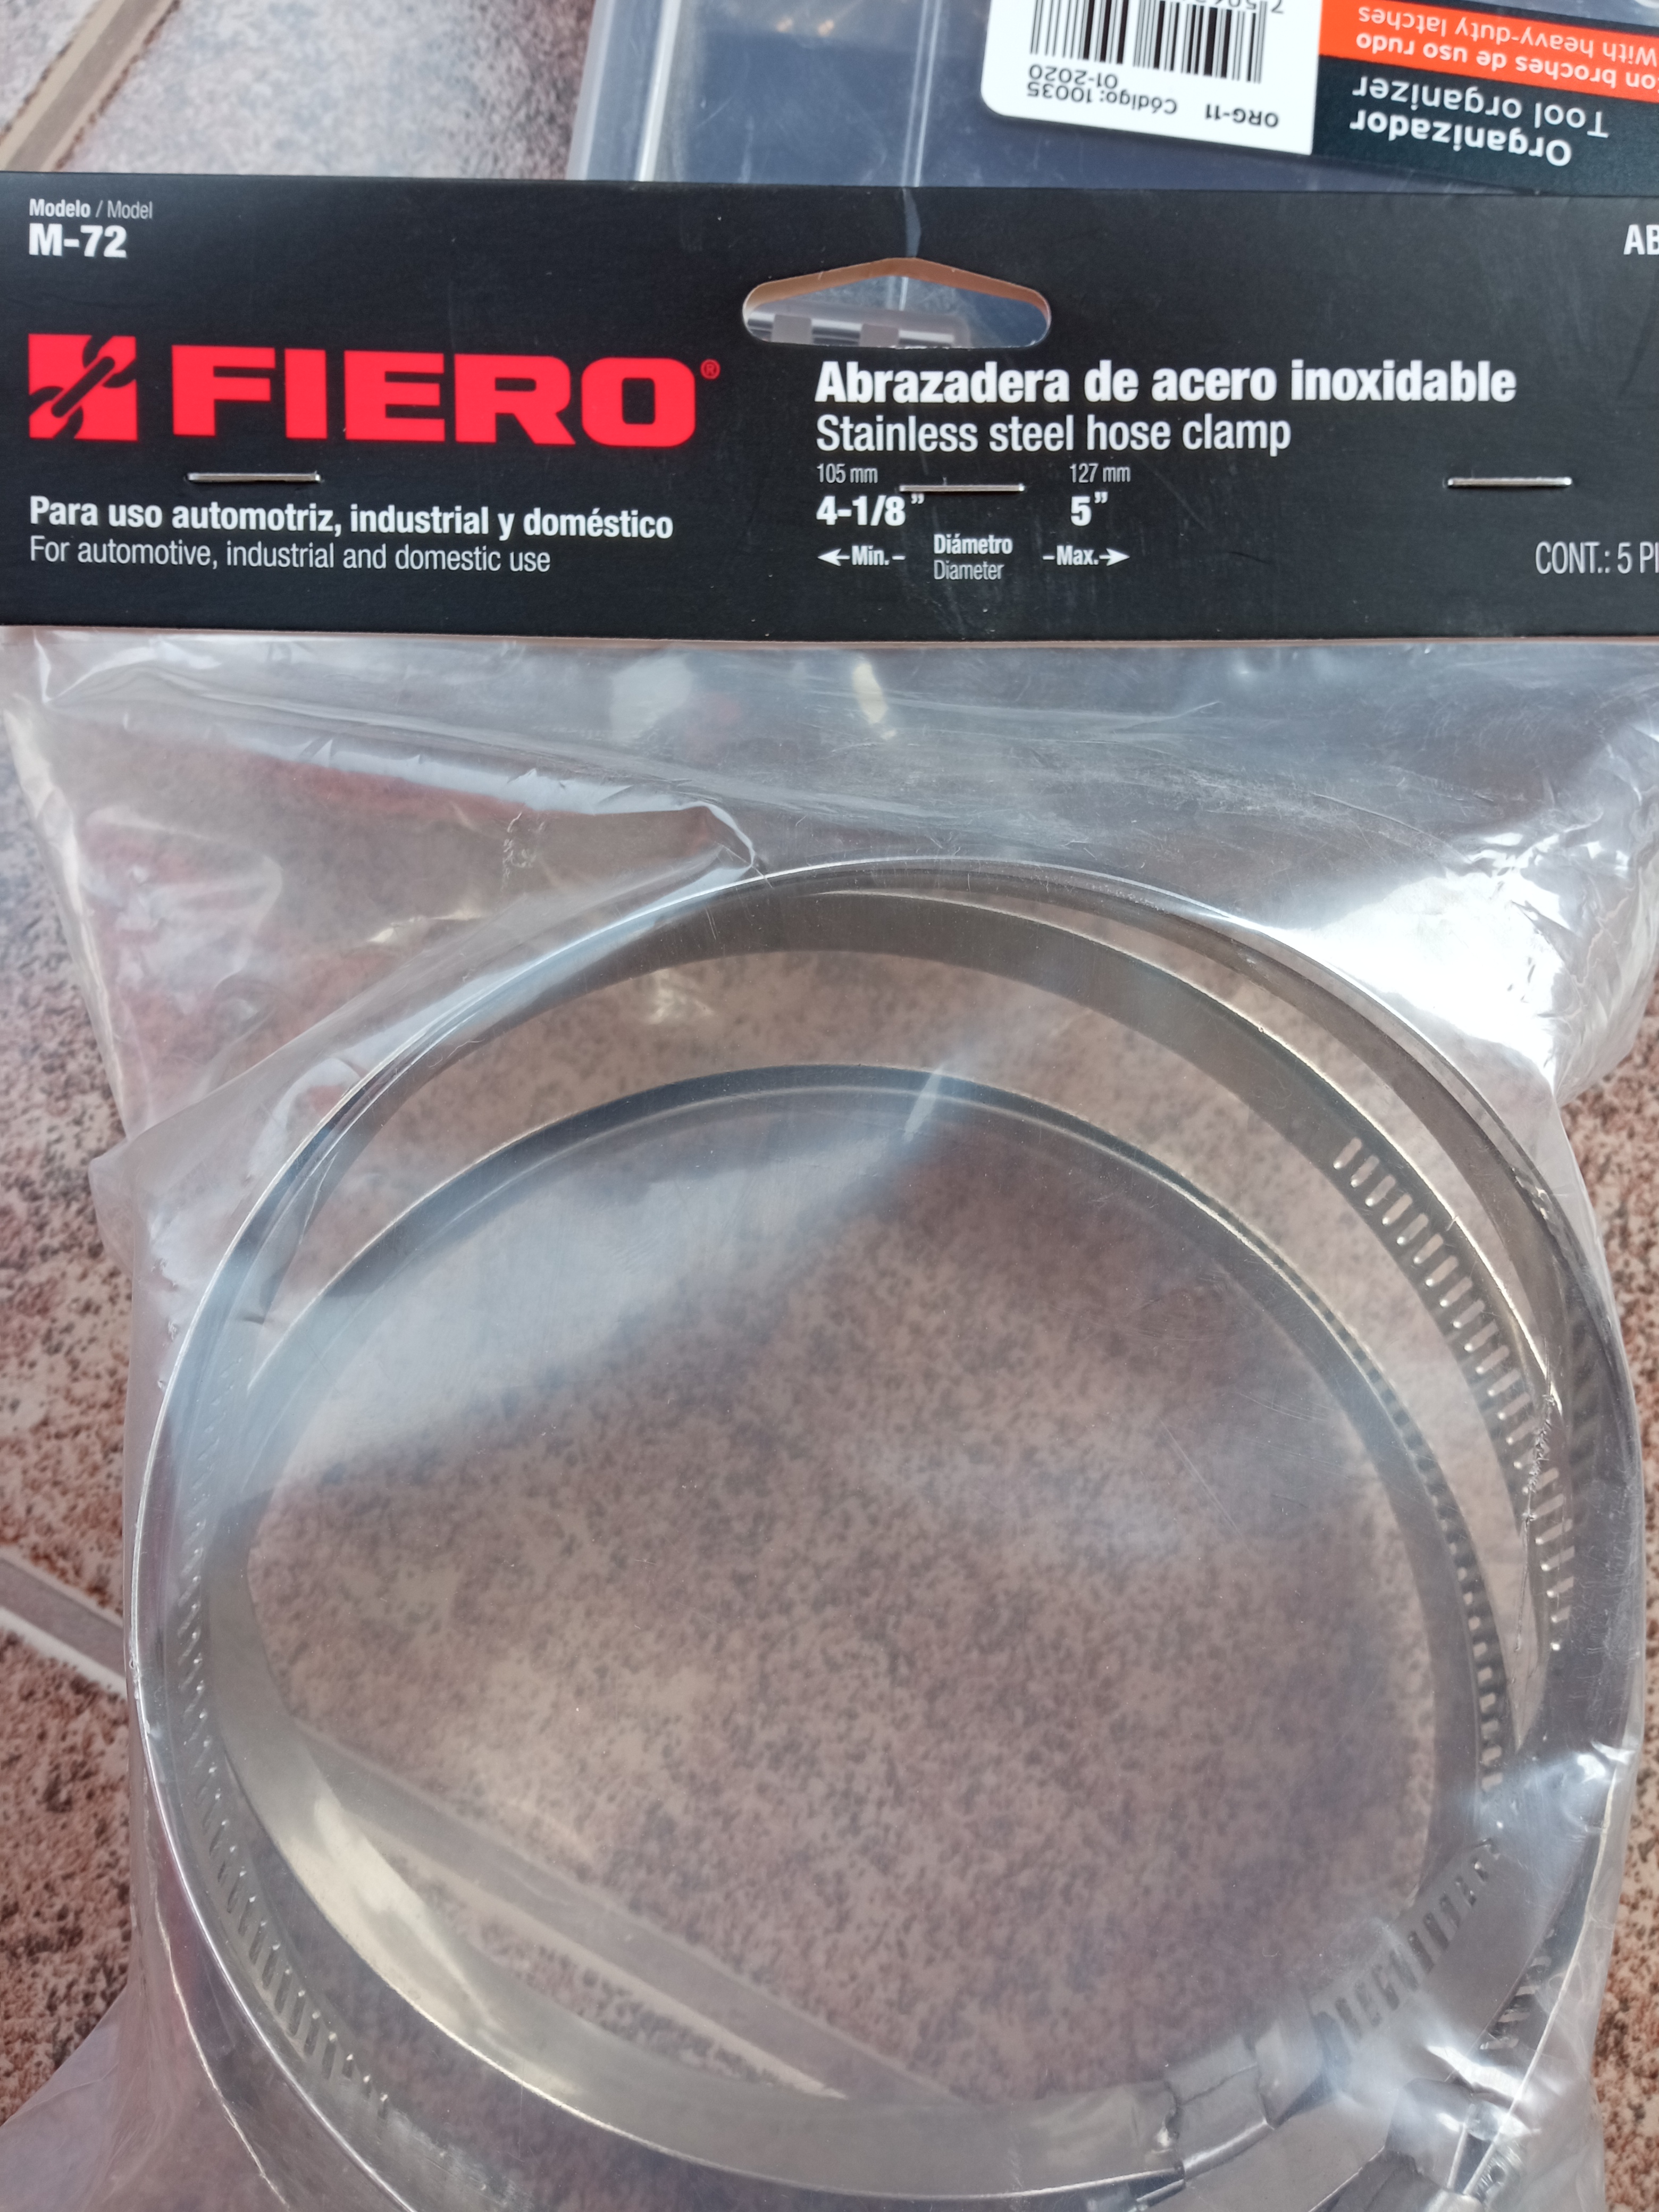 Organizador
Tool organizer
con broches de uso rudo
With heavy-duty latches
ORG-11 Código: 10035
01-2020
Modelo / Model
M-72
FIERO®
Para uso automotriz, industrial y doméstico
For automotive, industrial and domestic use
Abrazadera de acero inoxidable
Stainless steel hose clamp
105 mm 127 mm
4-1/8” 5”
Min. Diámetro Max.
Diameter
CONT.: 5